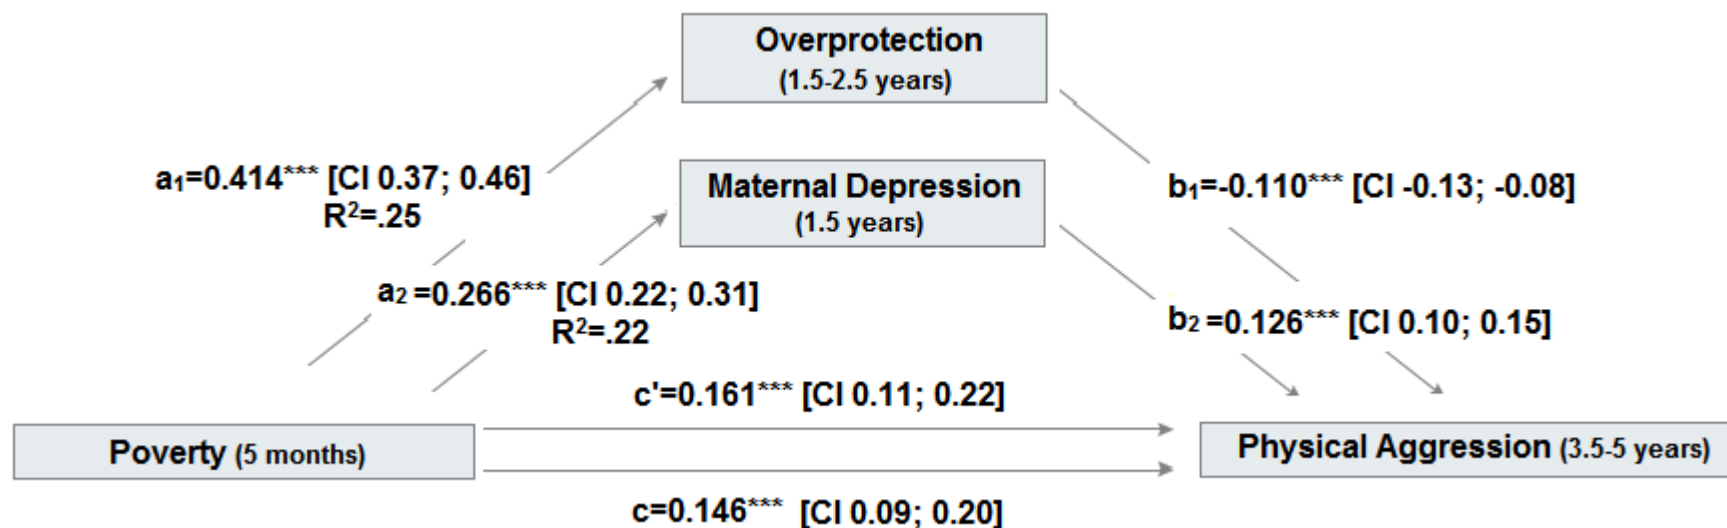 Overprotection
(1.5-2.5 years)
a₁=0.414*** [CI 0.37; 0.46]
R²=.25
Maternal Depression
(1.5 years)
b₁=-0.110*** [CI -0.13; -0.08]
a₂ =0.266*** [CI 0.22; 0.31]
R²=.22
b₂ =0.126*** [CI 0.10; 0.15]
c'=0.161*** [CI 0.11; 0.22]
Poverty (5 months)
Physical Aggression (3.5-5 years)
c=0.146*** [CI 0.09; 0.20]